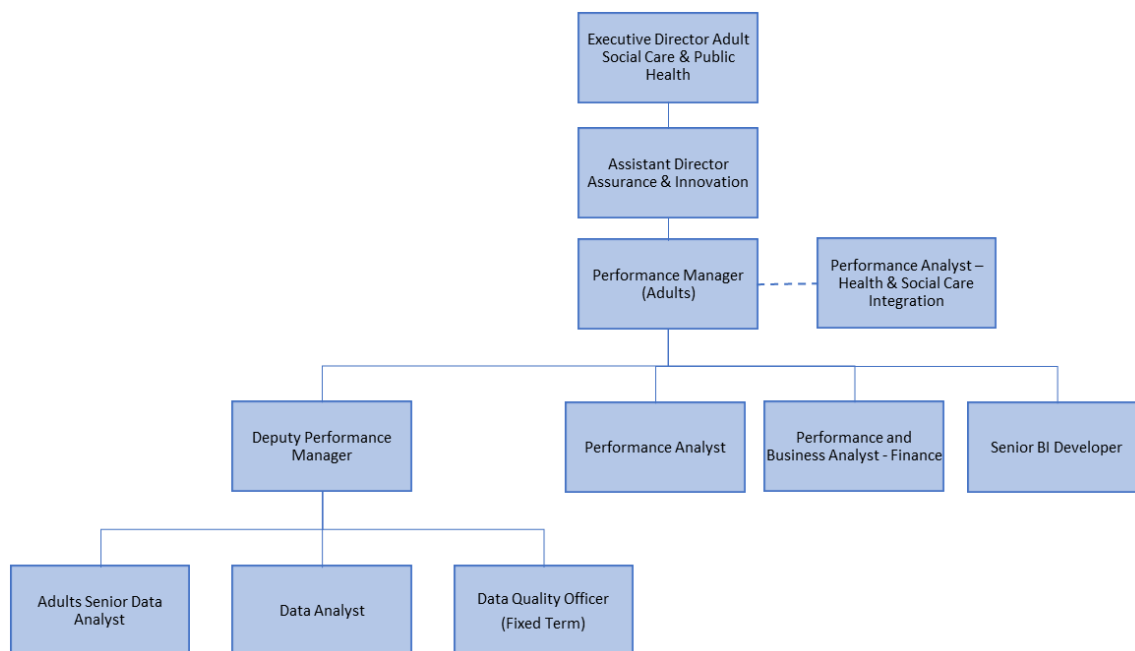 Executive Director Adult
Social Care & Public
Health
Assistant Director
Assurance & Innovation
Performance Manager
(Adults)
Performance Analyst –
Health & Social Care
Integration
Deputy Performance
Manager
Performance Analyst
Performance and
Business Analyst - Finance
Senior BI Developer
Adults Senior Data
Analyst
Data Analyst
Data Quality Officer
(Fixed Term)